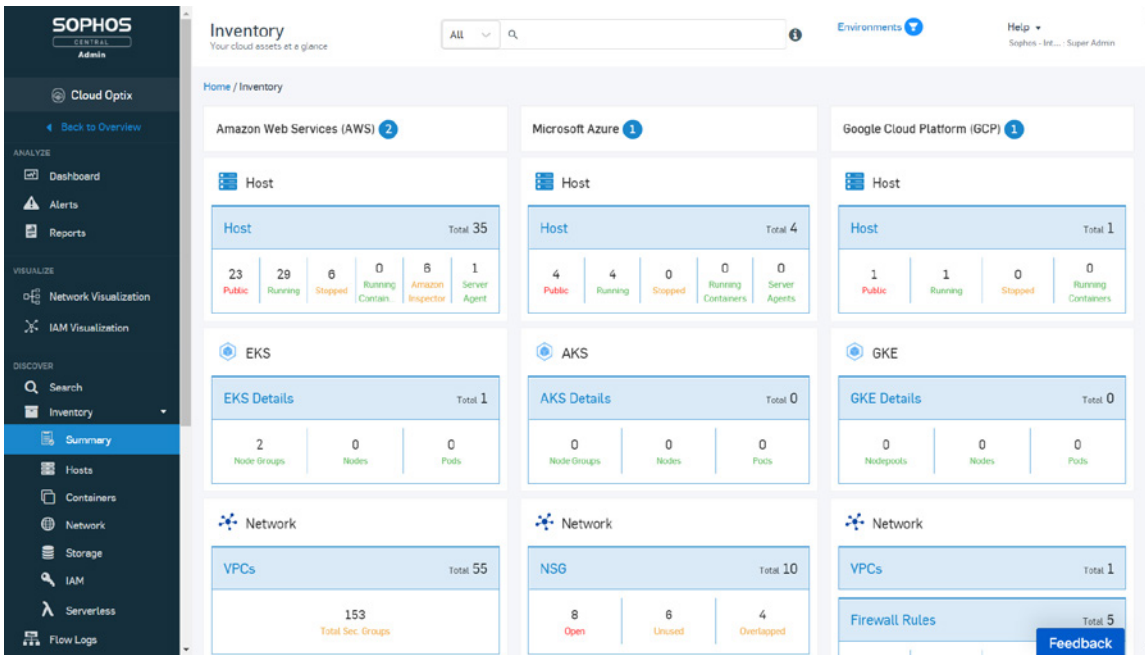 SOPHOS
CENTRAL
Admin
Cloud Optix
Back to Overview
ANALYZE
Dashboard
Alerts
Reports
VISUALIZE
Network Visualization
IAM Visualization
DISCOVER
Search
Inventory
Summary
Hosts
Containers
Network
Storage
IAM
Serverless
Flow Logs
Inventory
Your cloud assets at a glance
All
Environments
Help
Sophos - Int... · Super Admin
Home / Inventory
Amazon Web Services (AWS) 2
Host
Host Total 35
23 29 6 0 6 1
Public Running Stopped Running Contain... Amazon Inspector Server Agent
EKS
EKS Details Total 1
2 0 0
Node Groups Nodes Pods
Network
VPCs Total 55
153
Total Sec. Groups
Microsoft Azure 1
Host
Host Total 4
4 4 0 0 0
Public Running Stopped Running Containers Server Agents
AKS
AKS Details Total 0
0 0 0
Node Groups Nodes Pods
Network
NSG Total 10
8 6 4
Open Unused Overlapped
Google Cloud Platform (GCP) 1
Host
Host Total 1
1 1 0 0
Public Running Stopped Running Containers
GKE
GKE Details Total 0
0 0 0
Nodepools Nodes Pods
Network
VPCs Total 1
Firewall Rules Total 5
Feedback